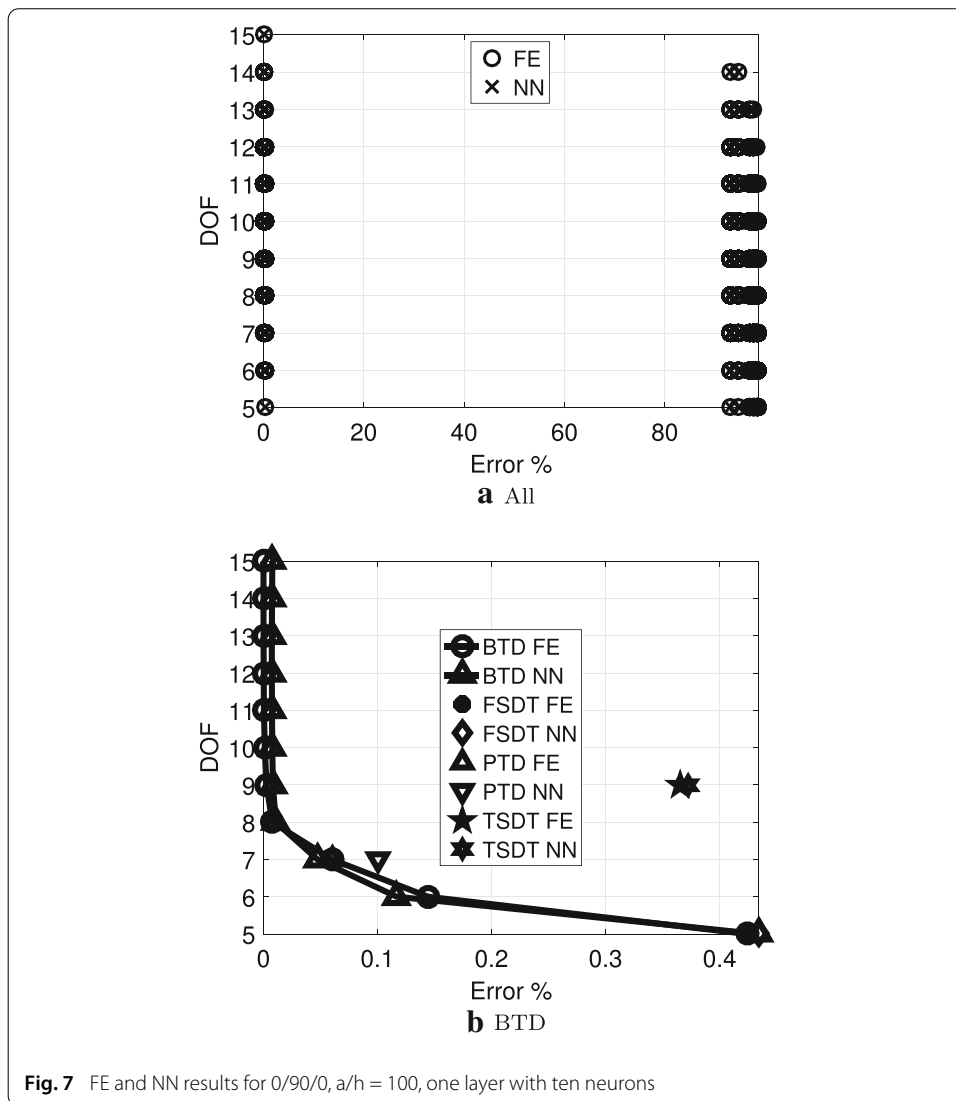 15
14
13
12
11
10
9
8
7
6
5
DOF
FE
NN
0 20 40 60 80
Error %
a All
15
14
13
12
11
10
9
8
7
6
5
DOF
BTD FE
BTD NN
FSDT FE
FSDT NN
PTD FE
PTD NN
TSDT FE
TSDT NN
0 0.1 0.2 0.3 0.4
Error %
b BTD
Fig. 7 FE and NN results for 0/90/0, a/h = 100, one layer with ten neurons